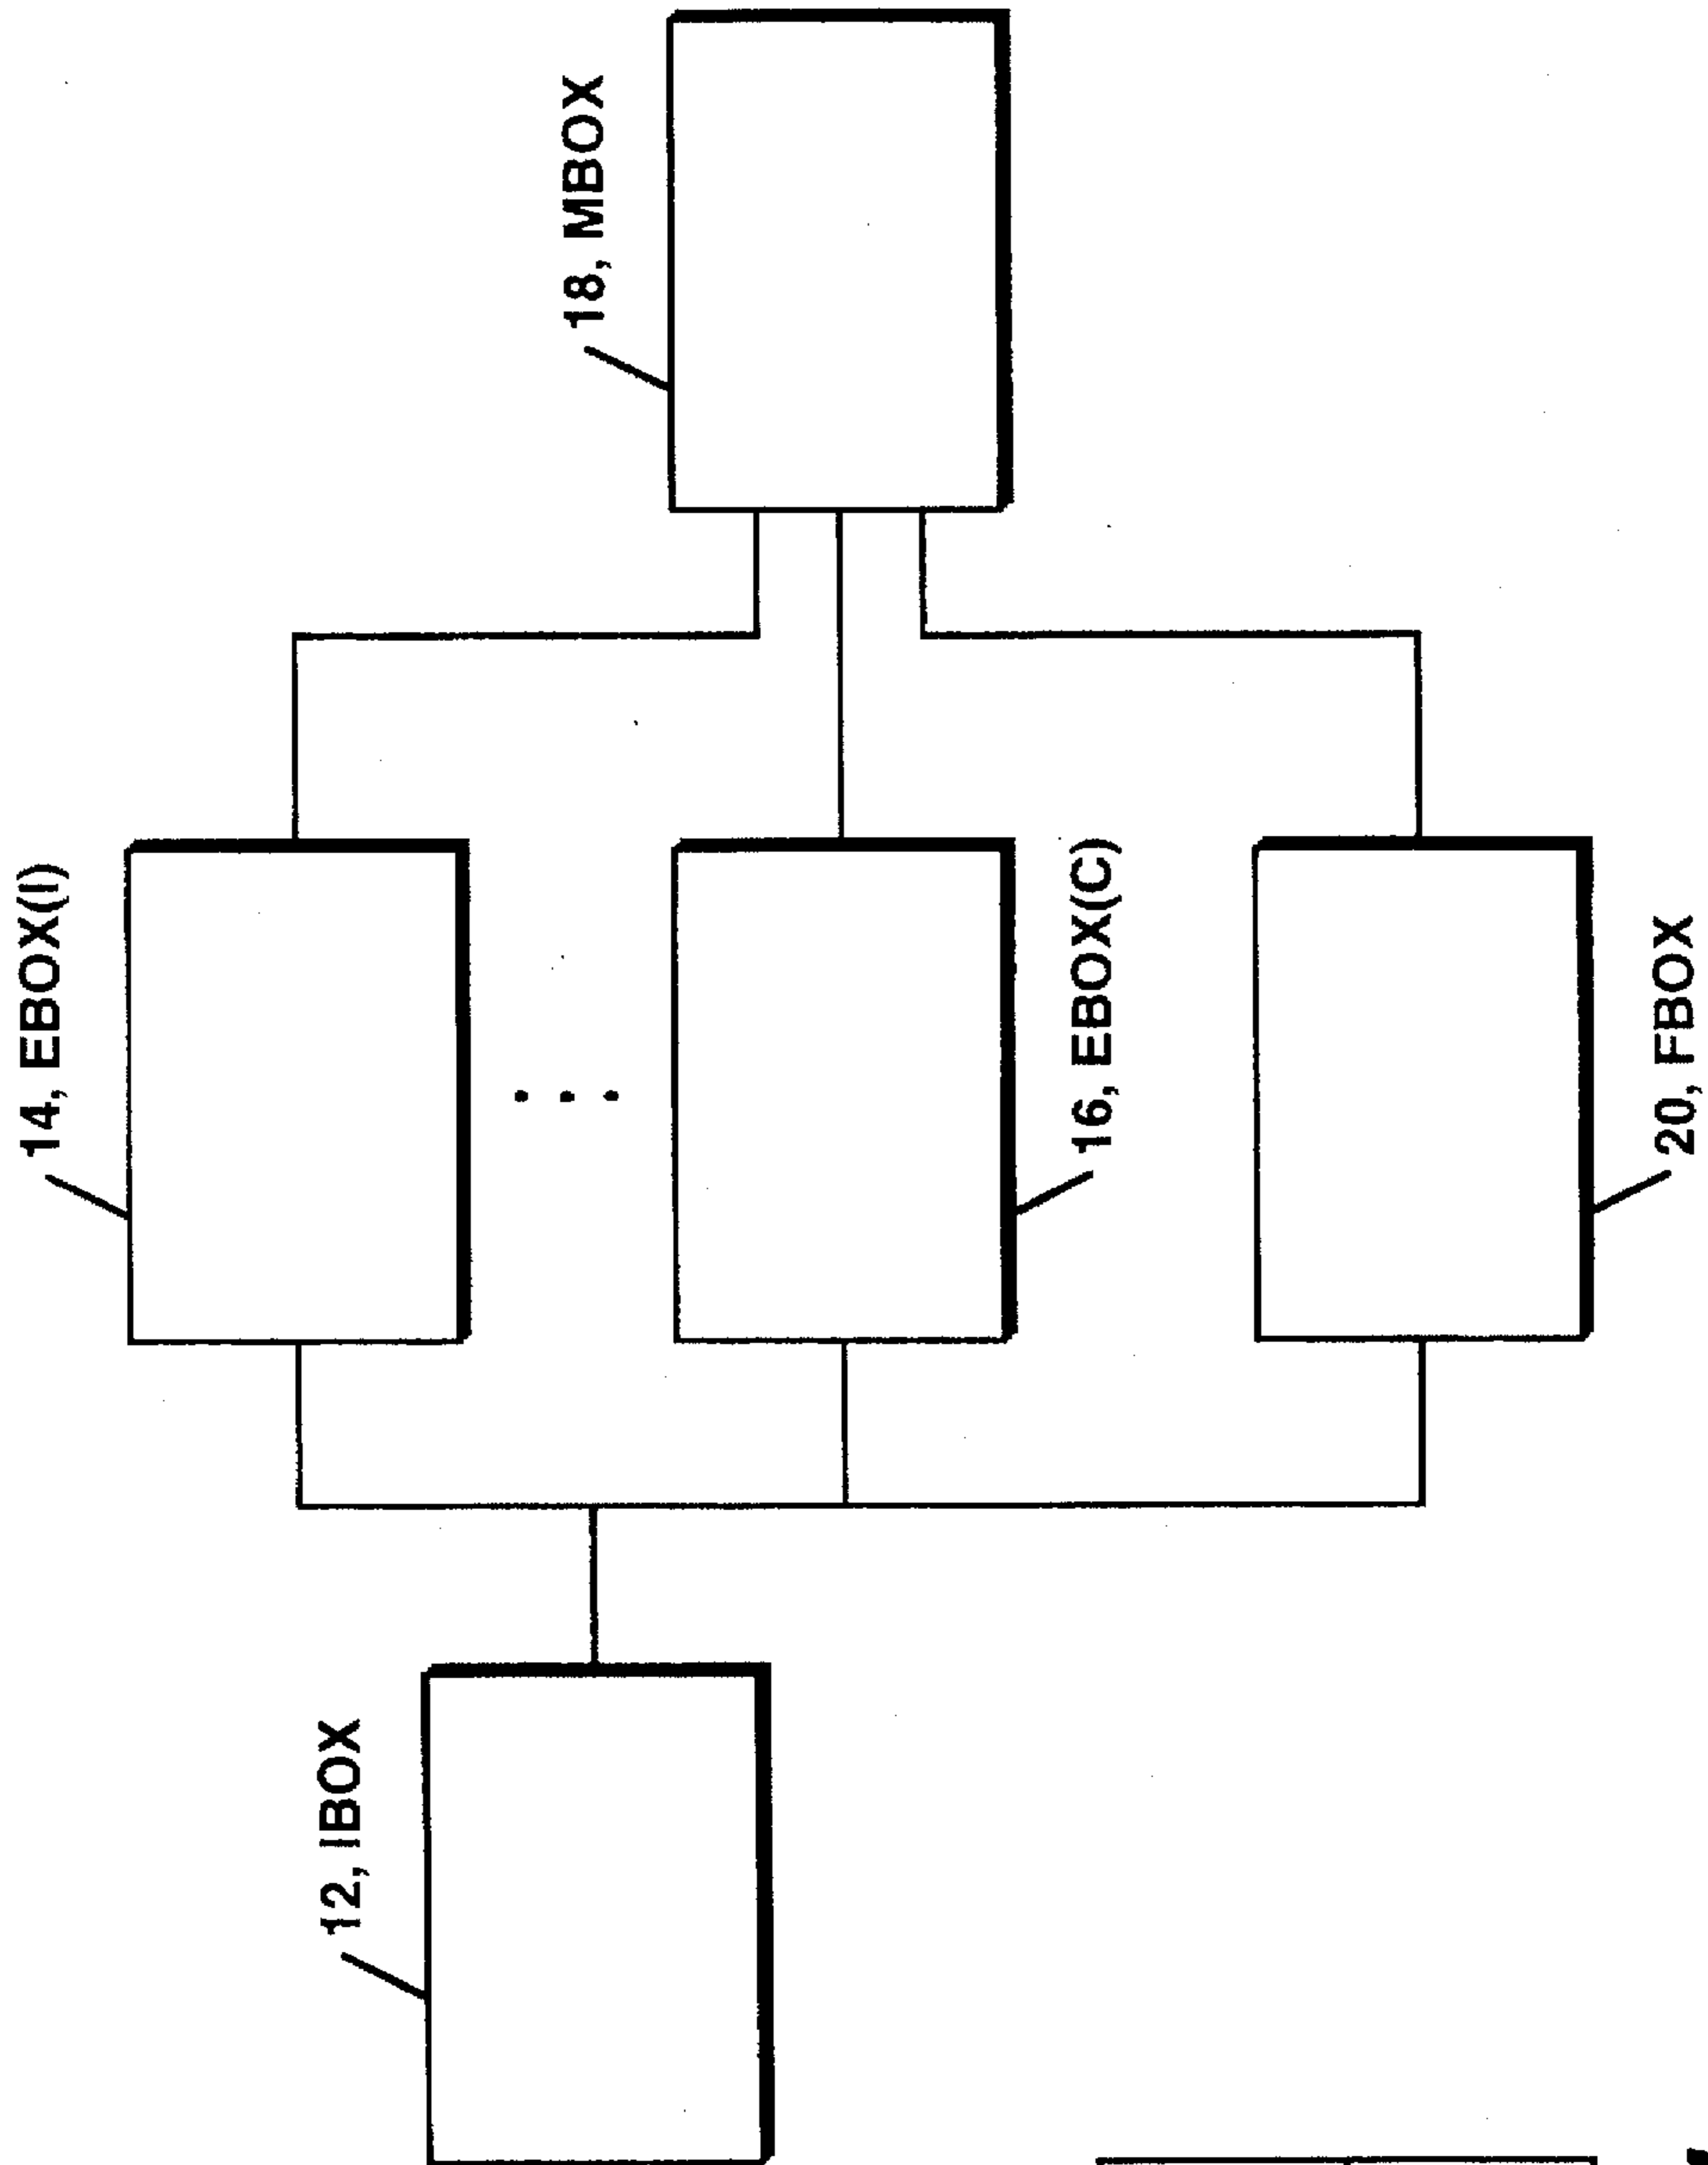 12, IBOX
14, EBOX(I)
16, EBOX(C)
20, FBOX
18, MBOX